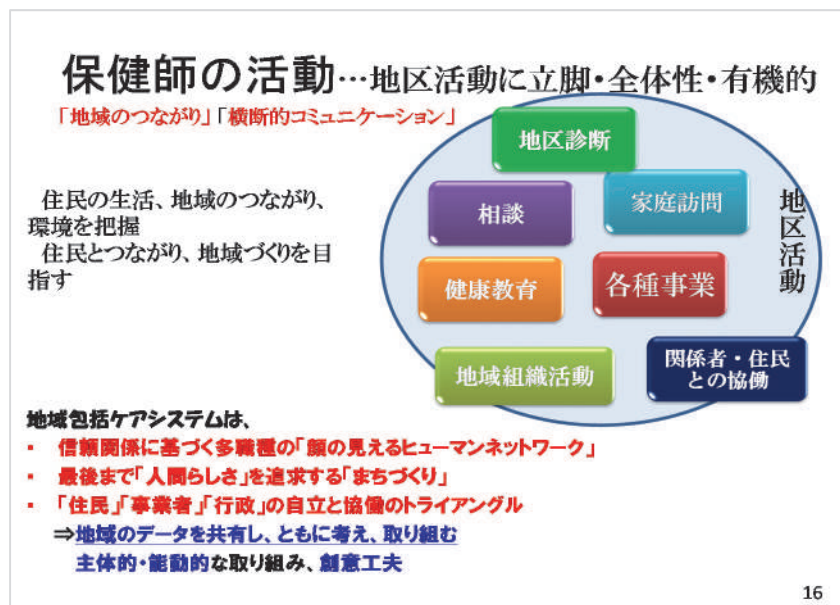 保健師の活動…地区活動に立脚・全体性・有機的
「地域のつながり」「横断的コミュニケーション」
住民の生活、地域のつながり、
環境を把握
住民とつながり、地域づくりを目
指す
地区診断
相談
家庭訪問
健康教育
各種事業
地域組織活動
関係者・住民
との協働
地区活動
地域包括ケアシステムは、
▪ 信頼関係に基づく多職種の「顔の見えるヒューマンネットワーク」
▪ 最後まで「人間らしさ」を追求する「まちづくり」
▪ 「住民」「事業者」「行政」の自立と協働のトライアングル
⇒地域のデータを共有し、ともに考え、取り組む
主体的・能動的な取り組み、創意工夫
16